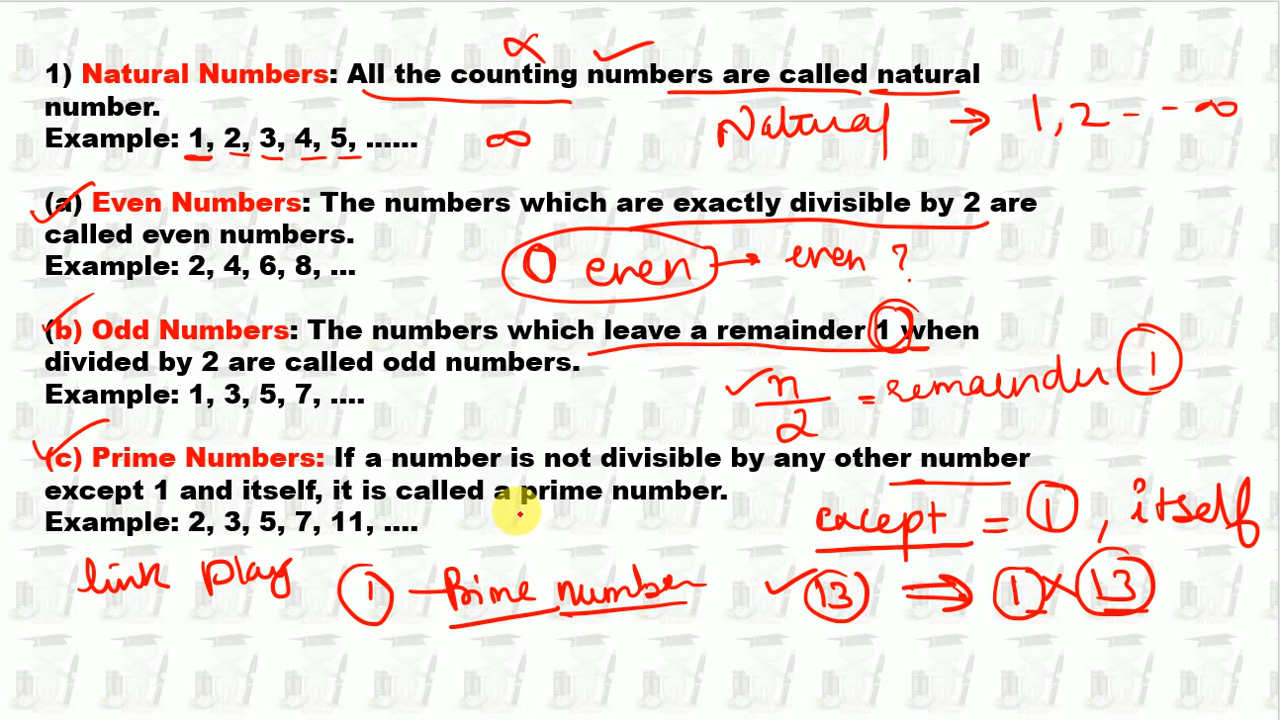 ∝ ✓
1) Natural Numbers: All the counting numbers are called natural
number.
Natural → 1, 2 - - ∞
Example: 1, 2, 3, 4, 5, ......
∞
(a) Even Numbers: The numbers which are exactly divisible by 2 are
called even numbers.
0 even → even ?
Example: 2, 4, 6, 8, ...
(b) Odd Numbers: The numbers which leave a remainder 1 when
divided by 2 are called odd numbers.
n/2 = remainder 1
Example: 1, 3, 5, 7, ....
(c) Prime Numbers: If a number is not divisible by any other number
except 1 and itself, it is called a prime number.
except = 1, itself
Example: 2, 3, 5, 7, 11, ....
link play 1 - Prime number ✓ 13 ⇒ 1 × 13